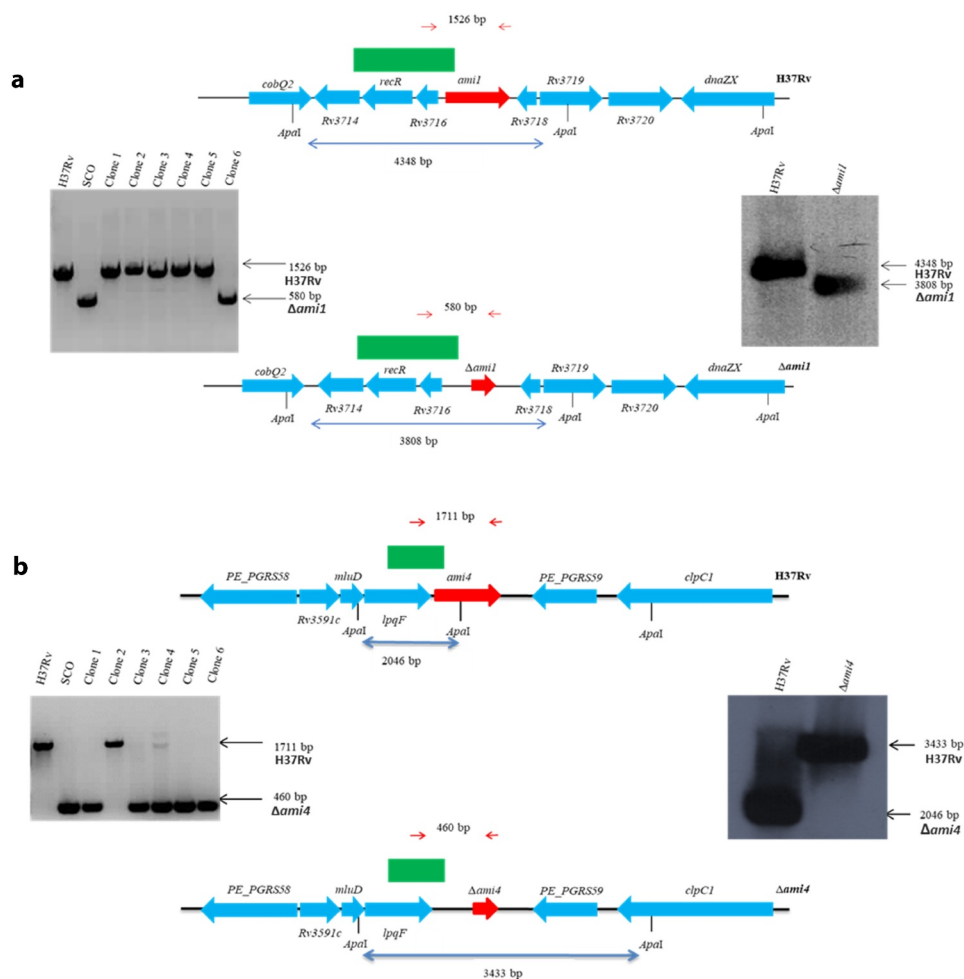 a
1526 bp
cobQ2 recR ami1 Rv3719 dnaZX H37Rv
Rv3714 Rv3716 Rv3718 Rv3720
ApaI ApaI ApaI
4348 bp
H37Rv SCO Clone 1 Clone 2 Clone 3 Clone 4 Clone 5 Clone 6
1526 bp
H37Rv
580 bp
Δami1
H37Rv Δami1
4348 bp
H37Rv
3808 bp
Δami1
580 bp
cobQ2 recR Δami1 Rv3719 dnaZX Δami1
Rv3714 Rv3716 Rv3718 Rv3720
ApaI ApaI ApaI
3808 bp
b
1711 bp
PE_PGRS58 mluD ami4 PE_PGRS59 clpC1 H37Rv
Rv3591c lpqF
ApaI ApaI ApaI
2046 bp
H37Rv SCO Clone 1 Clone 2 Clone 3 Clone 4 Clone 5 Clone 6
1711 bp
H37Rv
460 bp
Δami4
H37Rv Δami4
3433 bp
H37Rv
2046 bp
Δami4
460 bp
PE_PGRS58 mluD Δami4 PE_PGRS59 clpC1 Δami4
Rv3591c lpqF
ApaI ApaI
3433 bp